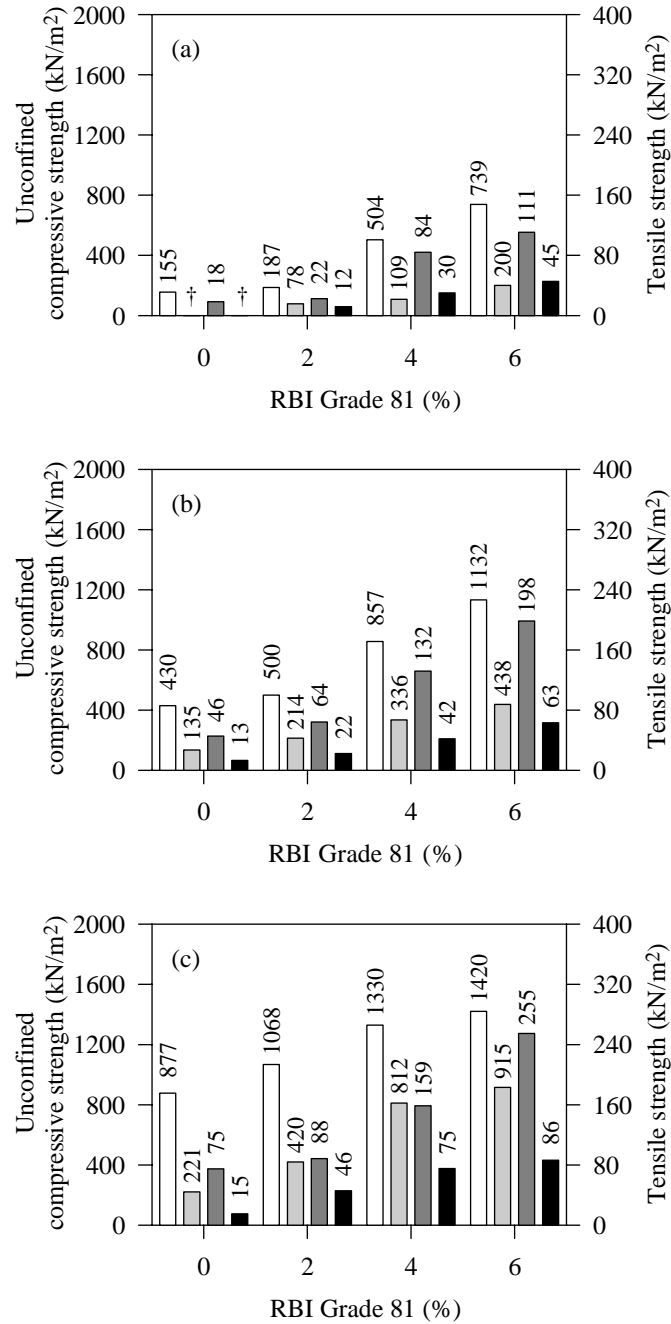 2000 400
(a)
1600 320
1200 240
800 160
400 80
0 0
Unconfined
compressive strength (kN/m²)
Tensile strength (kN/m²)
155 † 18 †
187 78 22 12
504 109 84 30
739 200 111 45
0 2 4 6
RBI Grade 81 (%)
2000 400
(b)
1600 320
1200 240
800 160
400 80
0 0
Unconfined
compressive strength (kN/m²)
Tensile strength (kN/m²)
430 135 46 13
500 214 64 22
857 336 132 42
1132 438 198 63
0 2 4 6
RBI Grade 81 (%)
2000 400
(c)
1600 320
1200 240
800 160
400 80
0 0
Unconfined
compressive strength (kN/m²)
Tensile strength (kN/m²)
877 221 75 15
1068 420 88 46
1330 812 159 75
1420 915 255 86
0 2 4 6
RBI Grade 81 (%)